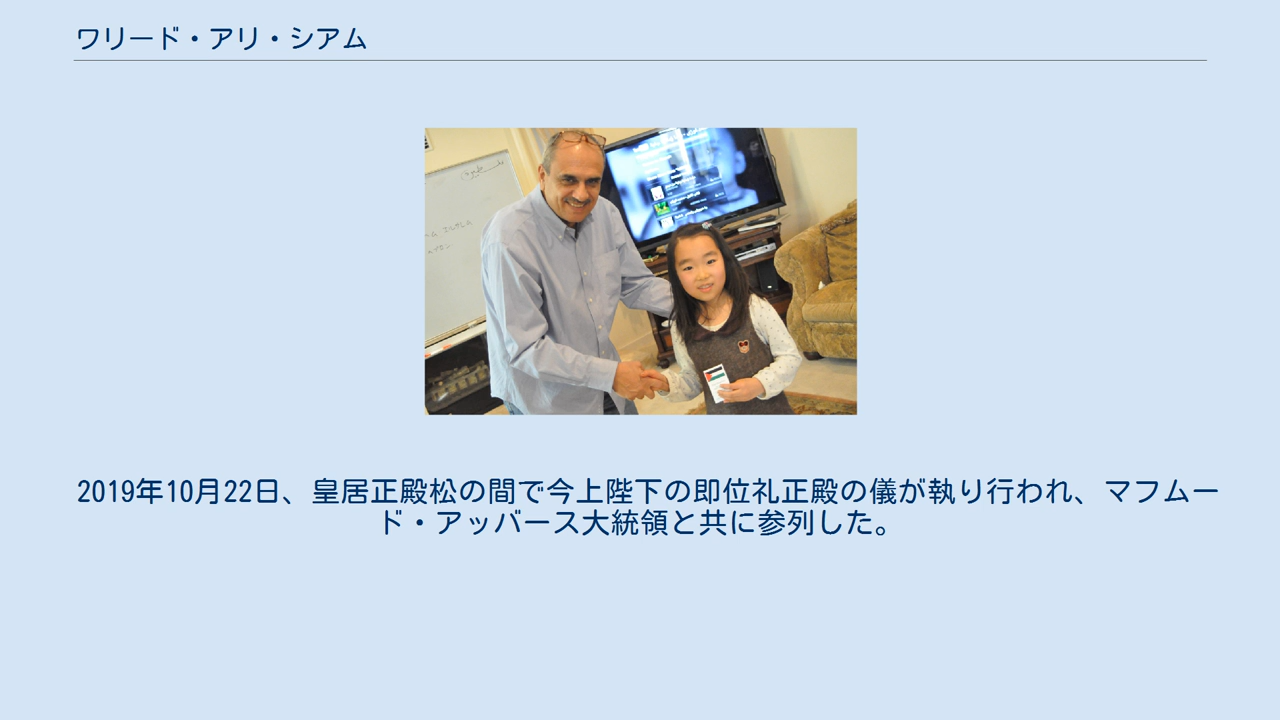 ワリード・アリ・シアム
2019年10月22日、皇居正殿松の間で今上陛下の即位礼正殿の儀が執り行われ、マフムー
ド・アッバース大統領と共に参列した。